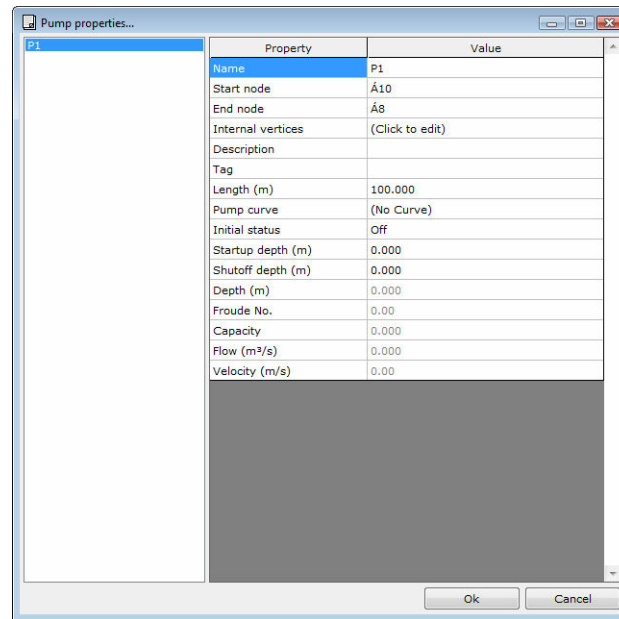 Pump properties...
P1
Property Value
Name P1
Start node Á10
End node Á8
Internal vertices (Click to edit)
Description
Tag
Length (m) 100.000
Pump curve (No Curve)
Initial status Off
Startup depth (m) 0.000
Shutoff depth (m) 0.000
Depth (m) 0.000
Froude No. 0.00
Capacity 0.000
Flow (m³/s) 0.000
Velocity (m/s) 0.00
Ok Cancel